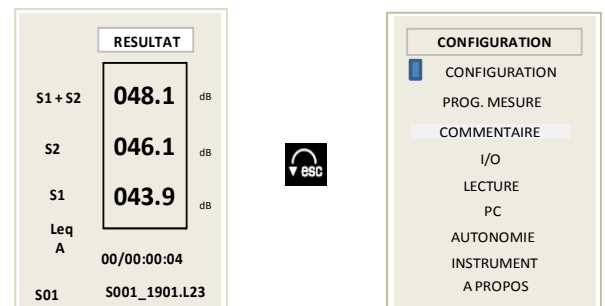 RESULTAT
S1 + S2 048.1 dB
S2 046.1 dB
S1 043.9 dB
Leq
A
00/00:00:04
S01 S001_1901.L23
▼ esc
CONFIGURATION
CONFIGURATION
PROG. MESURE
COMMENTAIRE
I/O
LECTURE
PC
AUTONOMIE
INSTRUMENT
A PROPOS